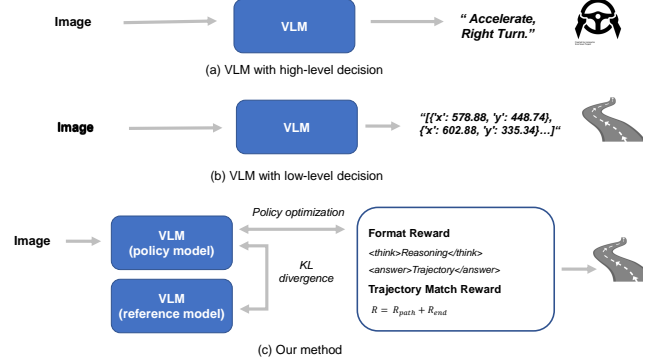 Image
VLM
“ Accelerate,
Right Turn.”
(a) VLM with high-level decision
Image
VLM
“[{'x': 578.88, 'y': 448.74},
{'x': 602.88, 'y': 335.34}…]“
(b) VLM with low-level decision
Image
VLM
(policy model)
VLM
(reference model)
Policy optimization
KL
divergence
Format Reward
<think>Reasoning</think>
<answer>Trajectory</answer>
Trajectory Match Reward
R = R_path + R_end
(c) Our method